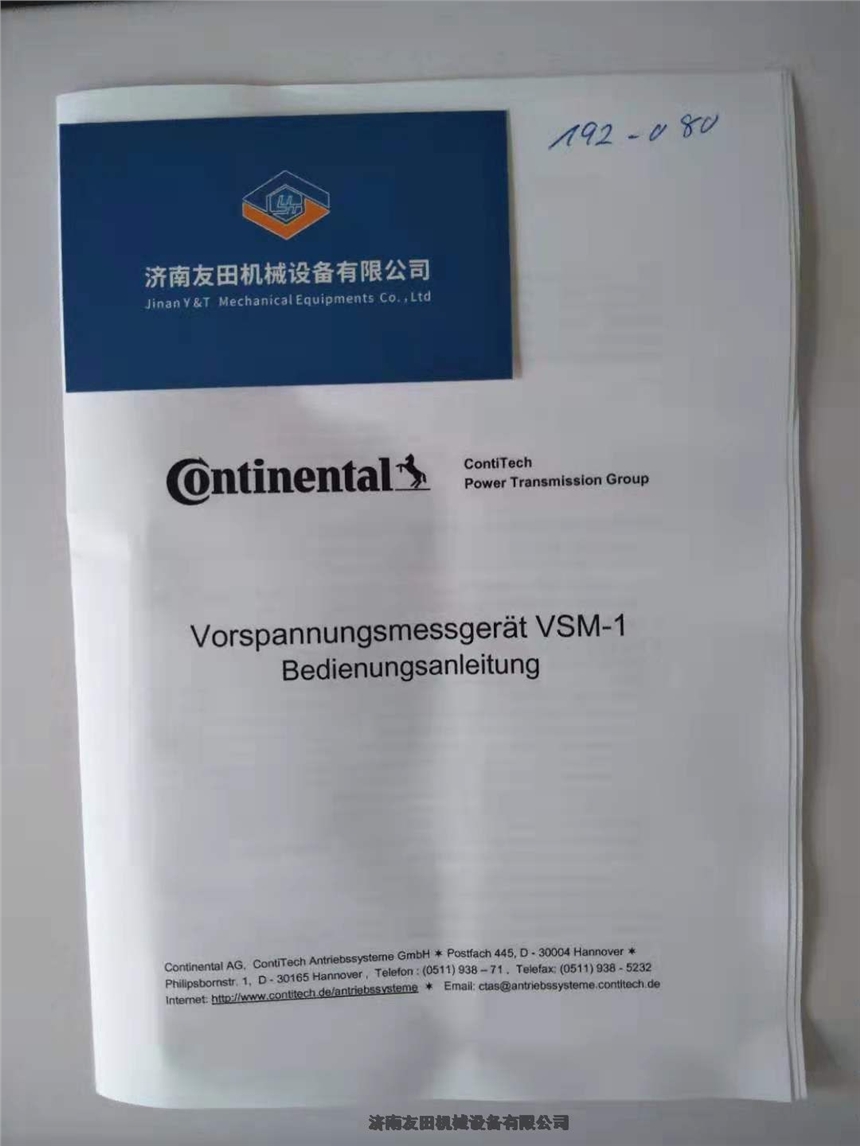 192-080
济南友田机械设备有限公司
Jinan Y&T Mechanical Equipments Co.,Ltd
Continental
ContiTech
Power Transmission Group
Vorspannungsmessgerät VSM-1
Bedienungsanleitung
Continental AG, ContiTech Antriebssysteme GmbH ✶ Postfach 445, D - 30004 Hannover ✶
Philipsbornstr. 1, D - 30165 Hannover, Telefon : (0511) 938 – 71, Telefax: (0511) 938 - 5232
Internet: http://www.contitech.de/antriebssysteme ✶ Email: ctas@antriebssysteme.contitech.de
济南友田机械设备有限公司